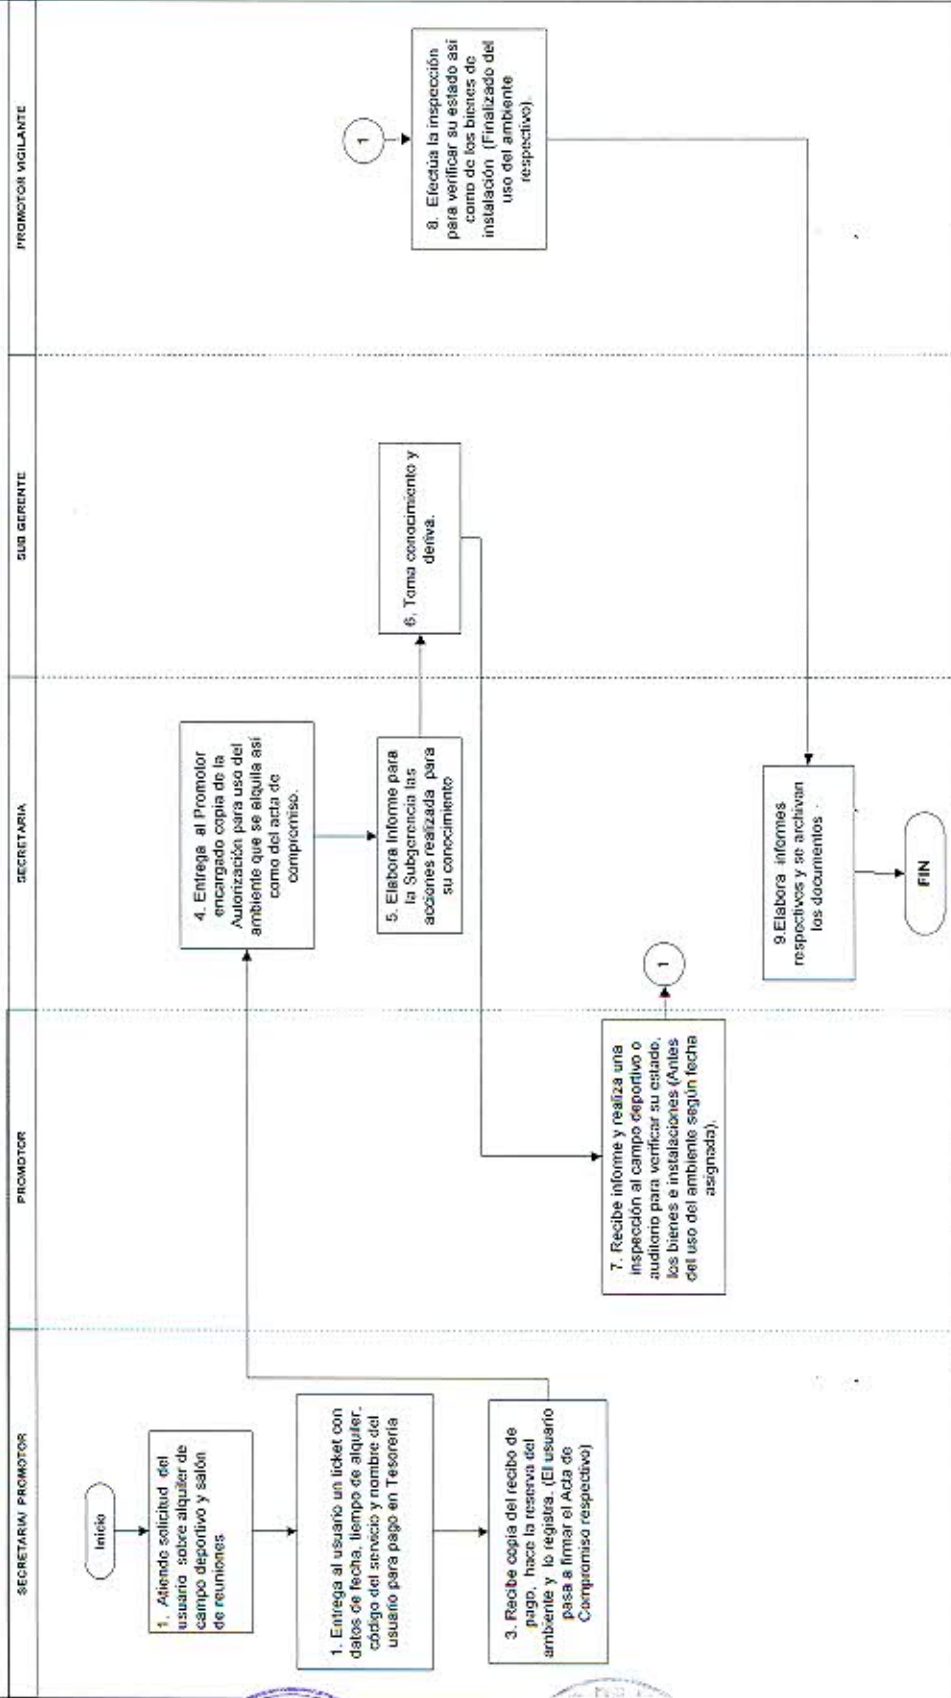 SECRETARIA/ PROMOTOR
PROMOTOR
SECRETARIA
SUB GERENTE
PROMOTOR VIGILANTE
Inicio
1. Atiende solicitud del
usuario sobre alquiler de
campo deportivo y salón
de reuniones
1. Entrega al usuario un ticket con
datos de fecha, tiempo de alquiler,
código del servicio y nombre del
usuario para pago en Tesorería
3. Recibe copia del recibo de
pago, hace la reserva del
ambiente y lo registra. (El usuario
pasa a firmar el Acta de
Compromiso respectivo)
4. Entrega al Promotor
encargado copia de la
Autorización para uso del
ambiente que se alquila así
como del acta de
compromiso.
5. Elabora Informe para
la Subgerencia las
acciones realizada para
su conocimiento
6. Toma conocimiento y
deriva.
7. Recibe informe y realiza una
inspección al campo deportivo o
auditorio para verificar su estado,
los bienes e instalaciones (Antes
del uso del ambiente según fecha
asignada).
1
1
8. Efectúa la inspección
para verificar su estado así
como de los bienes de
instalación (Finalizado del
uso del ambiente
respectivo).
9.Elabora informes
respectivos y se archivan
los documentos
FIN